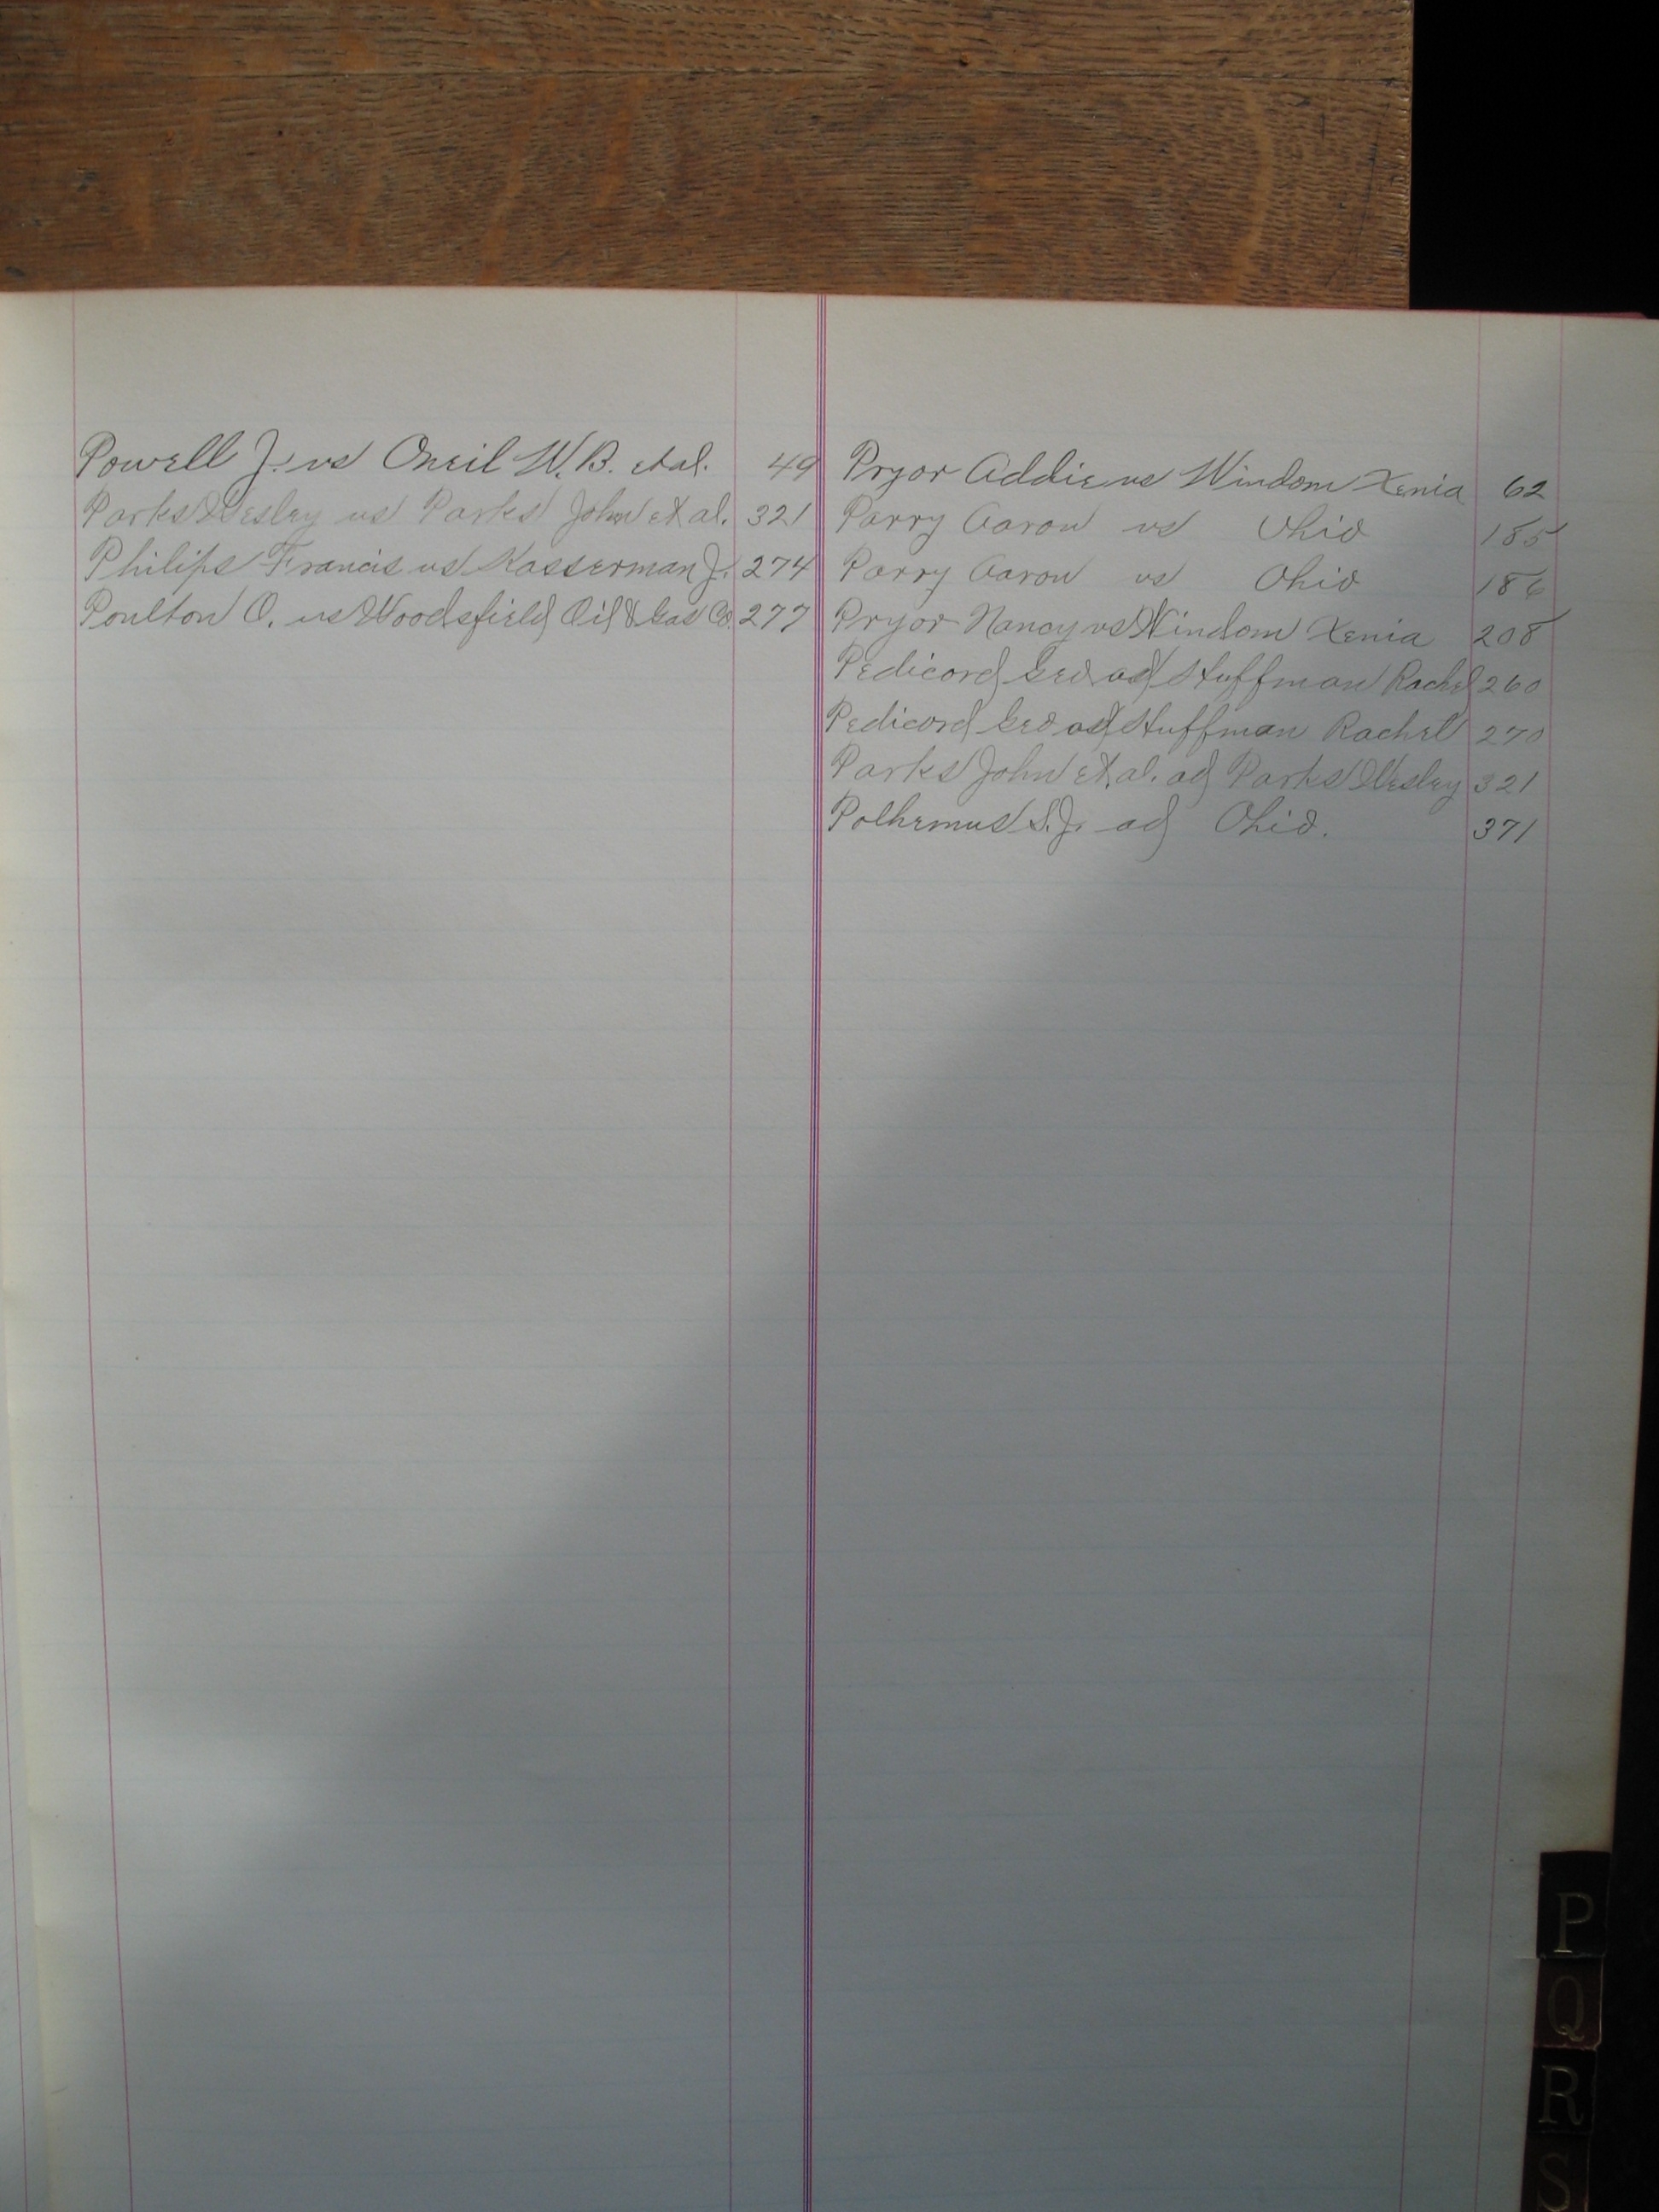 Powell J. vs Oneil W. B. et al. 49
Parks Wesley vs Parks John et al. 321
Philips Francis vs Kasserman J. 274
Poulton O. vs Woodsfield Oil & Gas Co. 277
Pryor Addie vs Windom Xenia 62
Parry Aaron vs Ohio 185
Parry Aaron vs Ohio 186
Pryor Nancy vs Windom Xenia 208
Pedicord Geo ads Huffman Rachel 260
Pedicord Geo ads Huffman Rachel 270
Parks John et al. ads Parks Wesley 321
Polhemus S. J. ads Ohio. 371
P
Q
R
S